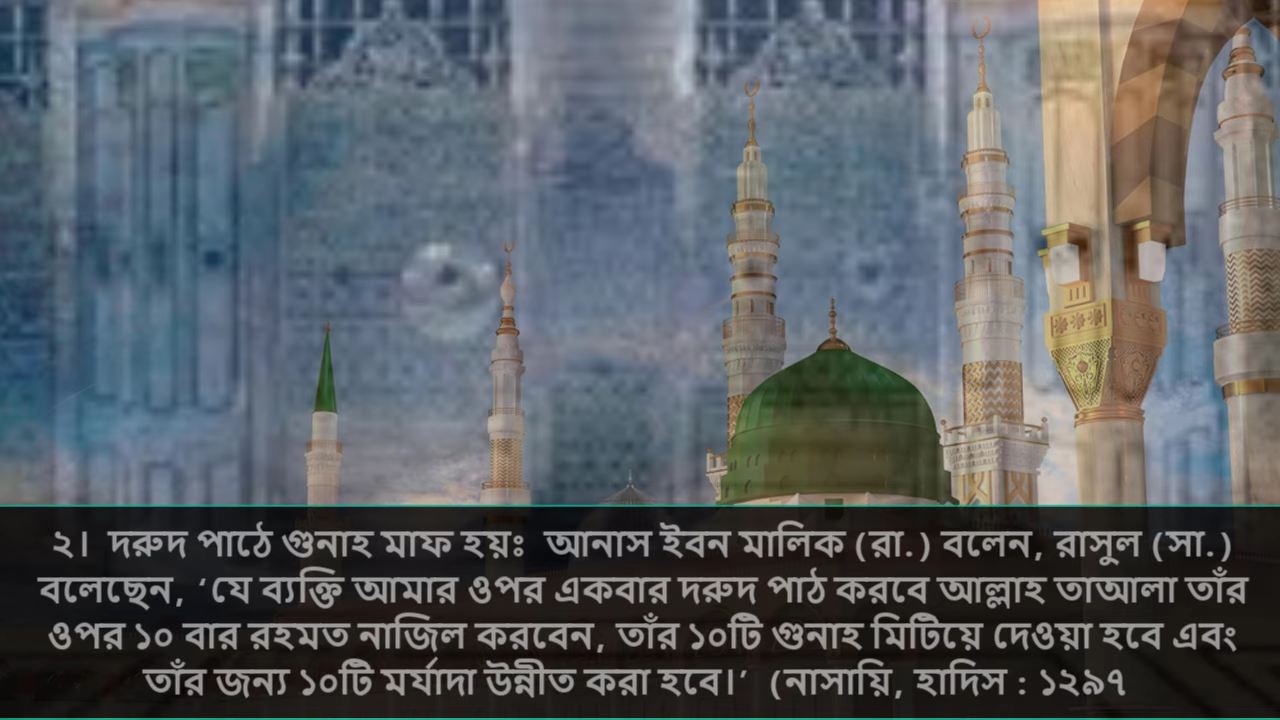 ২। দরুদ পাঠে গুনাহ মাফ হয়ঃ আনাস ইবন মালিক (রা.) বলেন, রাসুল (সা.)
বলেছেন, ‘যে ব্যক্তি আমার ওপর একবার দরুদ পাঠ করবে আল্লাহ তাআলা তাঁর
ওপর ১০ বার রহমত নাজিল করবেন, তাঁর ১০টি গুনাহ মিটিয়ে দেওয়া হবে এবং
তাঁর জন্য ১০টি মর্যাদা উন্নীত করা হবে।’ (নাসায়ি, হাদিস : ১২৯৭